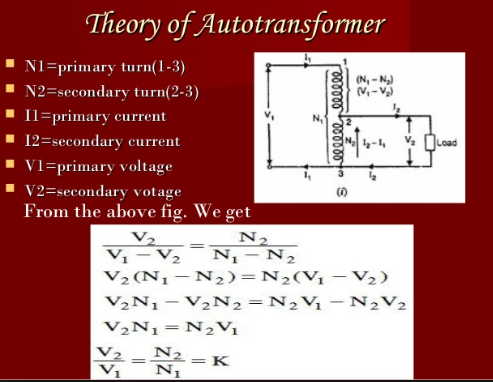 Theory of Autotransformer
N1=primary turn(1-3)
N2=secondary turn(2-3)
I1=primary current
I2=secondary current
V1=primary voltage
V2=secondary votage
From the above fig. We get
I₁
1
(N₁ – N₂)
(V₁ – V₂)
I₂
V₁
N₁
2
N₂
I₂–I₁
V₂
Load
I₁
3
I₂
(i)
V₂ / (V₁ − V₂) = N₂ / (N₁ − N₂)
V₂(N₁ − N₂) = N₂(V₁ − V₂)
V₂N₁ − V₂N₂ = N₂V₁ − N₂V₂
V₂N₁ = N₂V₁
V₂ / V₁ = N₂ / N₁ = K